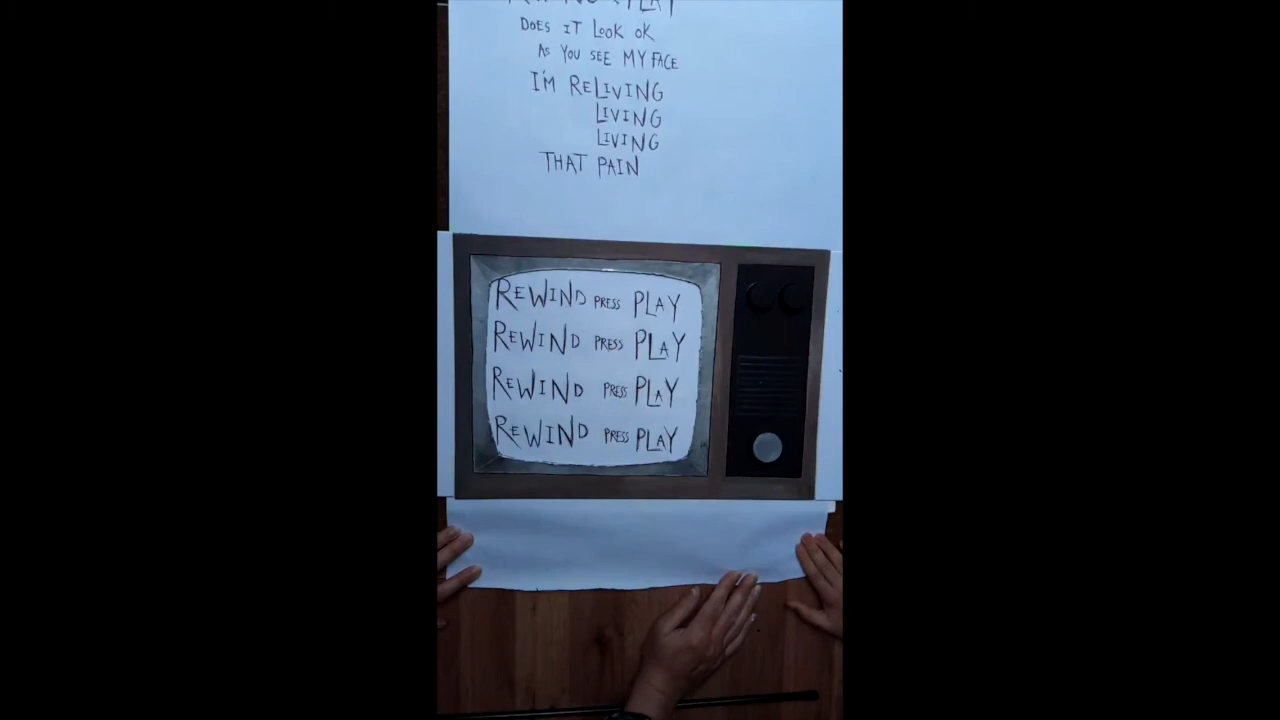 DOES IT LOOK OK
AS YOU SEE MY FACE
I'M RELIVING
LIVING
LIVING
THAT PAIN
REWIND PRESS PLAY
REWIND PRESS PLAY
REWIND PRESS PLAY
REWIND PRESS PLAY